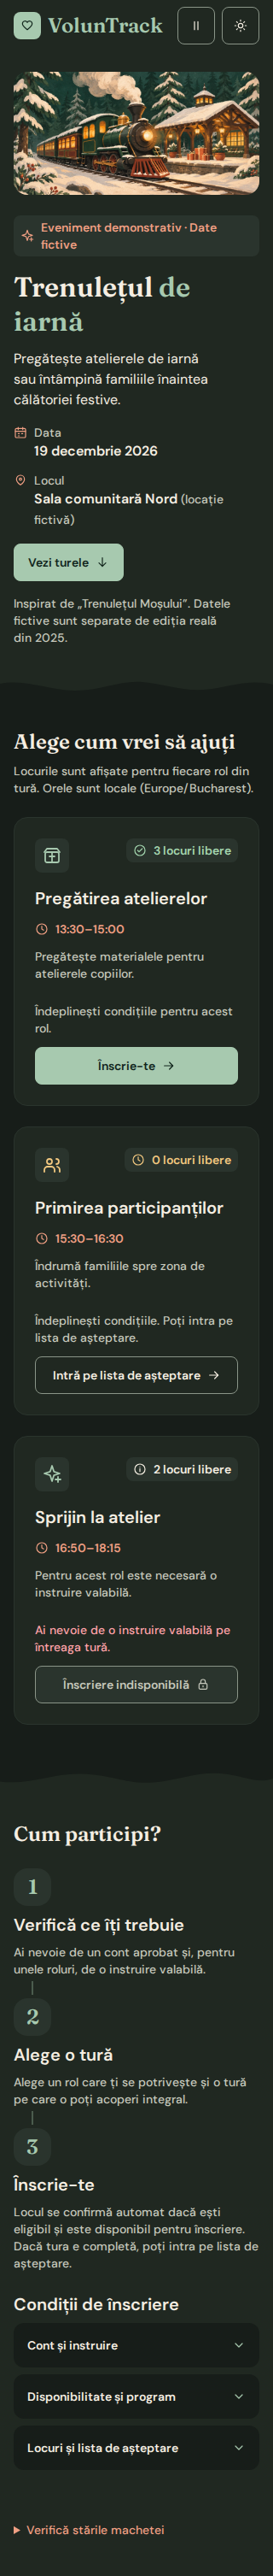 VolunTrack
Eveniment demonstrativ · Date
fictive
Trenulețul de
iarnă
Pregătește atelierele de iarnă
sau întâmpină familiile înaintea
călătoriei festive.
Data
19 decembrie 2026
Locul
Sala comunitară Nord (locație
fictivă)
Vezi turele
Inspirat de „Trenulețul Moșului”. Datele
fictive sunt separate de ediția reală
din 2025.
Alege cum vrei să ajuți
Locurile sunt afișate pentru fiecare rol din
tură. Orele sunt locale (Europe/Bucharest).
3 locuri libere
Pregătirea atelierelor
13:30–15:00
Pregătește materialele pentru
atelierele copiilor.
Îndeplinești condițiile pentru acest
rol.
Înscrie-te
0 locuri libere
Primirea participanților
15:30–16:30
Îndrumă familiile spre zona de
activități.
Îndeplinești condițiile. Poți intra pe
lista de așteptare.
Intră pe lista de așteptare
2 locuri libere
Sprijin la atelier
16:50–18:15
Pentru acest rol este necesară o
instruire valabilă.
Ai nevoie de o instruire valabilă pe
întreaga tură.
Înscriere indisponibilă
Cum participi?
1
Verifică ce îți trebuie
Ai nevoie de un cont aprobat și, pentru
unele roluri, de o instruire valabilă.
2
Alege o tură
Alege un rol care ți se potrivește și o tură
pe care o poți acoperi integral.
3
Înscrie-te
Locul se confirmă automat dacă ești
eligibil și este disponibil pentru înscriere.
Dacă tura e completă, poți intra pe lista de
așteptare.
Condiții de înscriere
Cont și instruire
Disponibilitate și program
Locuri și lista de așteptare
Verifică stările machetei